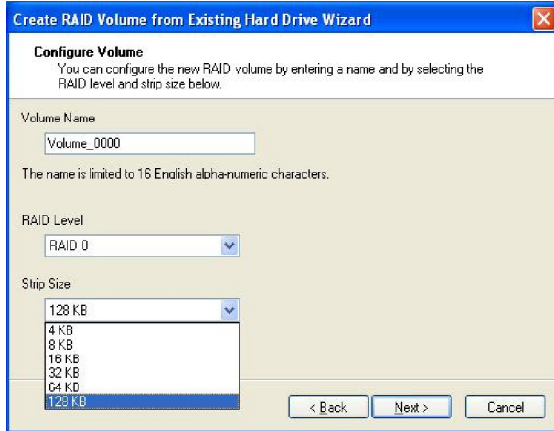 Create RAID Volume from Existing Hard Drive Wizard
Configure Volume
You can configure the new RAID volume by entering a name and by selecting the
RAID level and strip size below.
Volume Name
Volume_0000
The name is limited to 16 English alpha-numeric characters.
RAID Level
RAID 0
Strip Size
128 KB
4 KB
8 KB
16 KB
32 KB
64 KB
128 KB
< Back
Next >
Cancel